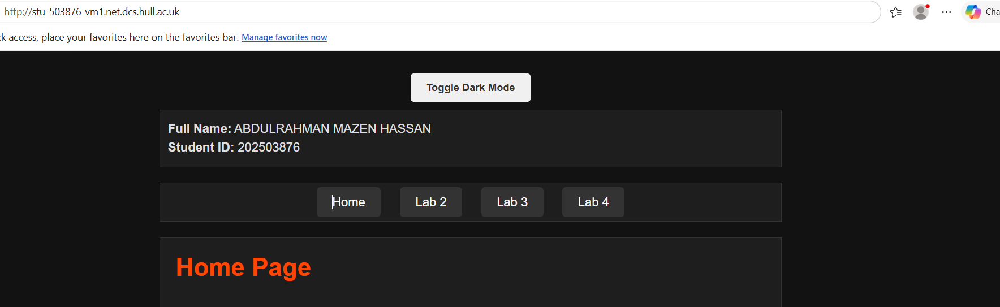 http://stu-503876-vm1.net.dcs.hull.ac.uk
access, place your favorites here on the favorites bar. Manage favorites now
Toggle Dark Mode
Full Name: ABDULRAHMAN MAZEN HASSAN
Student ID: 202503876
Home Lab 2 Lab 3 Lab 4
Home Page